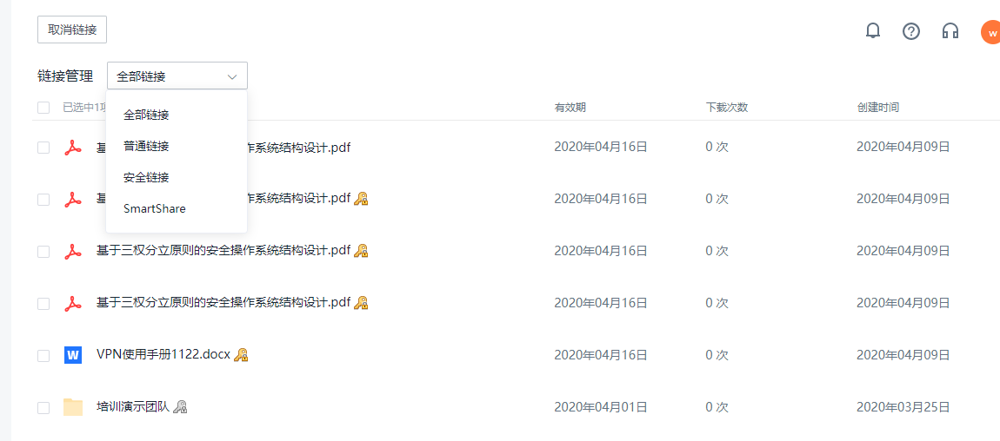 取消链接
w
链接管理 全部链接
已选中1项 有效期 下载次数 创建时间
全部链接
普通链接
安全链接
SmartShare
基 作系统结构设计.pdf 2020年04月16日 0 次 2020年04月09日
基 作系统结构设计.pdf 2020年04月16日 0 次 2020年04月09日
基于三权分立原则的安全操作系统结构设计.pdf 2020年04月16日 0 次 2020年04月09日
基于三权分立原则的安全操作系统结构设计.pdf 2020年04月16日 0 次 2020年04月09日
W VPN使用手册1122.docx 2020年04月16日 0 次 2020年04月09日
培训演示团队 2020年04月01日 0 次 2020年03月25日